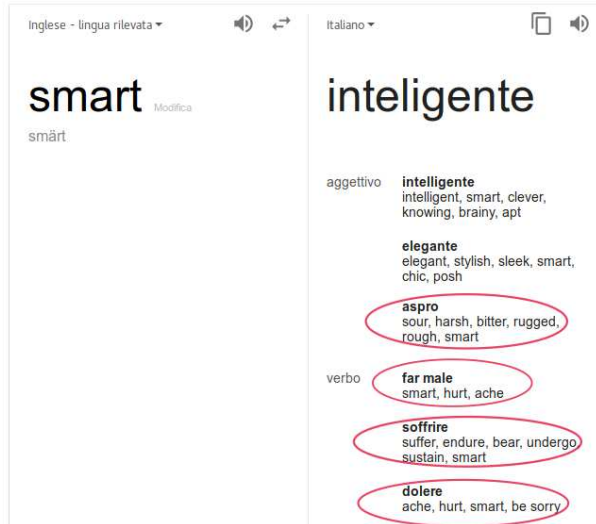 Inglese - lingua rilevata
Italiano
smart Modifica
smärt
inteligente
aggettivo
intelligente
intelligent, smart, clever,
knowing, brainy, apt
elegante
elegant, stylish, sleek, smart,
chic, posh
aspro
sour, harsh, bitter, rugged,
rough, smart
verbo
far male
smart, hurt, ache
soffrire
suffer, endure, bear, undergo
sustain, smart
dolere
ache, hurt, smart, be sorry